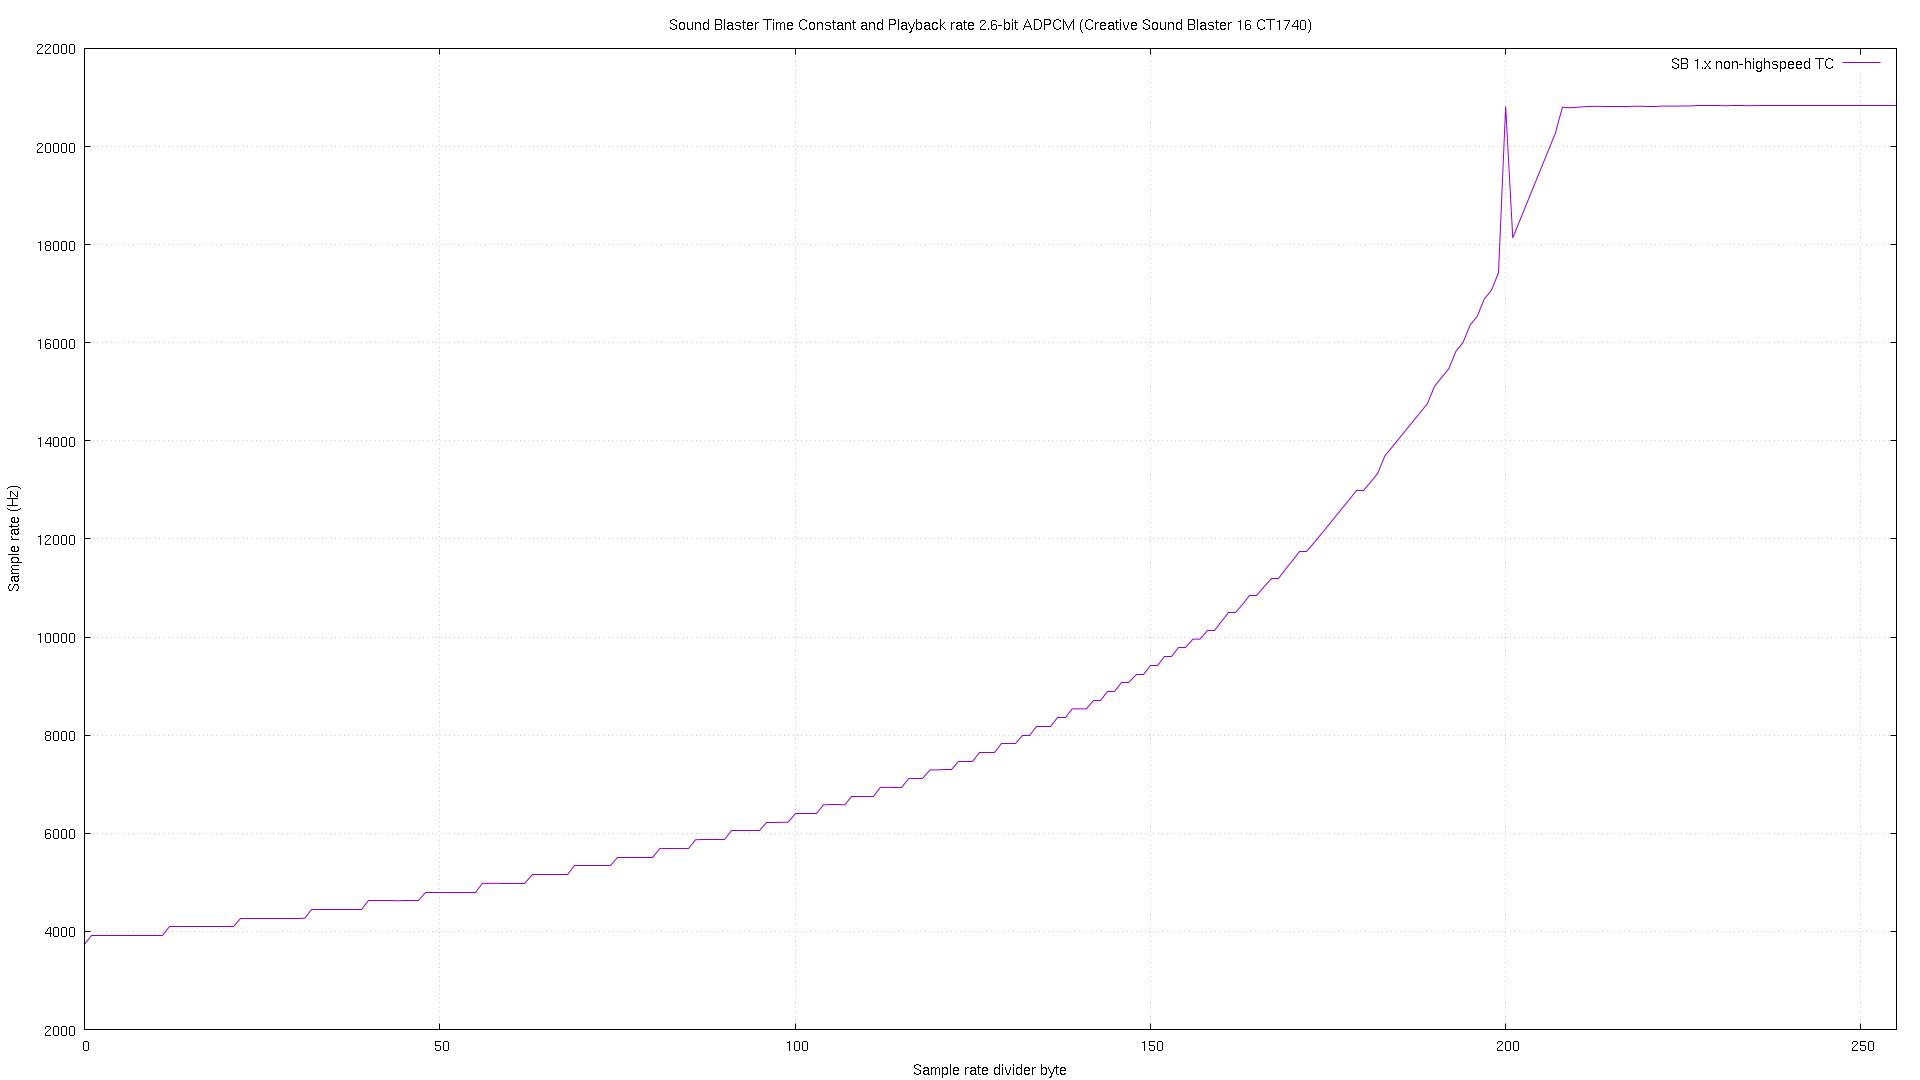 Sound Blaster Time Constant and Playback rate 2.6-bit ADPCM (Creative Sound Blaster 16 CT1740)
SB 1.x non-highspeed TC
22000
20000
18000
16000
14000
12000
10000
8000
6000
4000
2000
Sample rate (Hz)
0 50 100 150 200 250
Sample rate divider byte